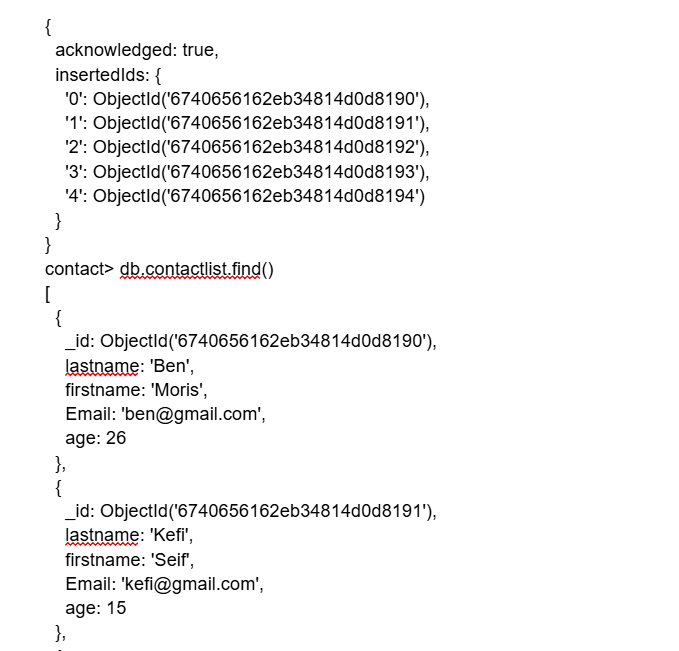 {
acknowledged: true,
insertedIds: {
'0': ObjectId('6740656162eb34814d0d8190'),
'1': ObjectId('6740656162eb34814d0d8191'),
'2': ObjectId('6740656162eb34814d0d8192'),
'3': ObjectId('6740656162eb34814d0d8193'),
'4': ObjectId('6740656162eb34814d0d8194')
}
}
contact> db.contactlist.find()
[
{
_id: ObjectId('6740656162eb34814d0d8190'),
lastname: 'Ben',
firstname: 'Moris',
Email: 'ben@gmail.com',
age: 26
},
{
_id: ObjectId('6740656162eb34814d0d8191'),
lastname: 'Kefi',
firstname: 'Seif',
Email: 'kefi@gmail.com',
age: 15
},